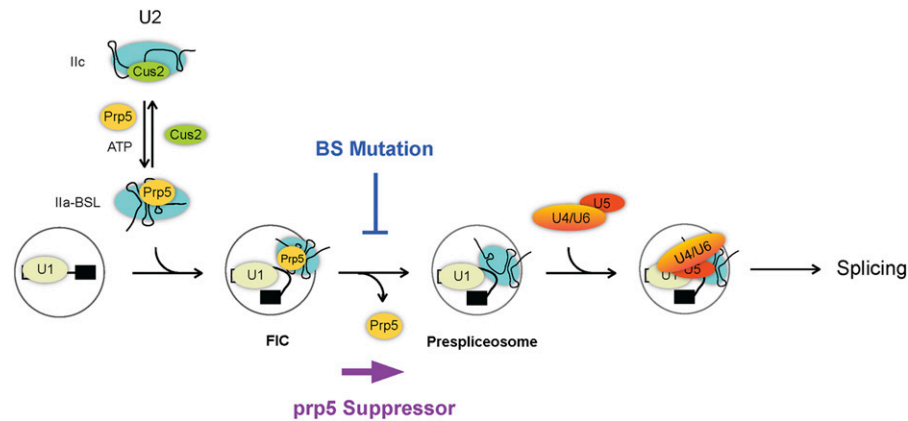 U2
IIc
Cus2
Prp5
ATP
Cus2
IIa-BSL
Prp5
BS Mutation
U5
U4/U6
U1
U1
Prp5
U1
U4/U6
U1
U5
Splicing
Prp5
FIC
Prespliceosome
prp5 Suppressor